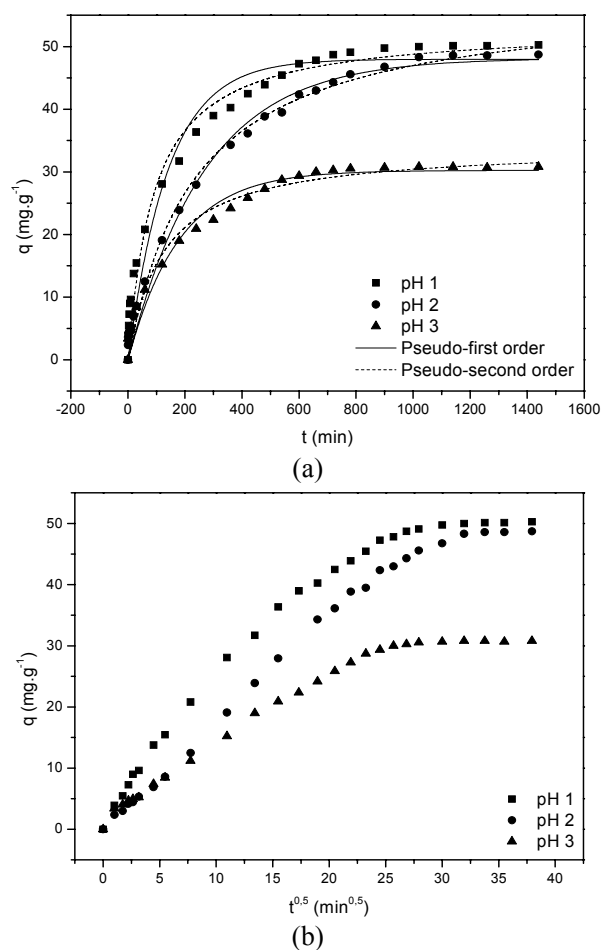 50
40
30
20
10
0
q (mg.g⁻¹)
pH 1
pH 2
pH 3
Pseudo-first order
Pseudo-second order
-200 0 200 400 600 800 1000 1200 1400 1600
t (min)
(a)
50
40
30
20
10
0
q (mg.g⁻¹)
pH 1
pH 2
pH 3
0 5 10 15 20 25 30 35 40
t⁰,⁵ (min⁰,⁵)
(b)